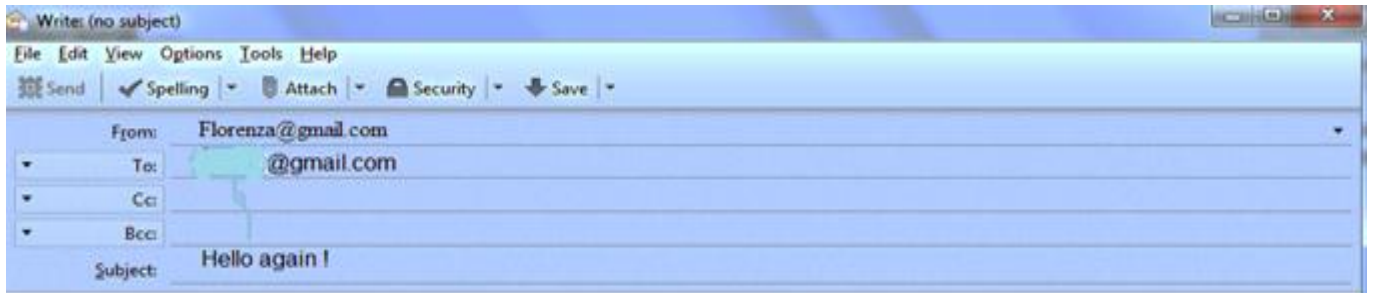 Write: (no subject)
File Edit View Options Tools Help
Send Spelling Attach Security Save
From: Florenza@gmail.com
To: @gmail.com
Cc:
Bcc:
Subject: Hello again !